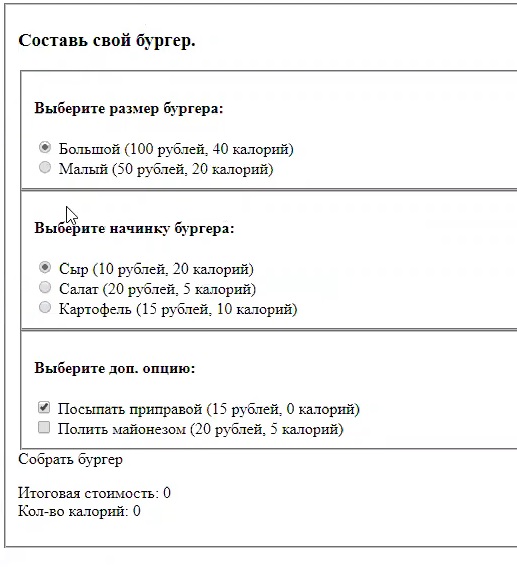 Составь свой бургер.
Выберите размер бургера:
Большой (100 рублей, 40 калорий)
Малый (50 рублей, 20 калорий)
Выберите начинку бургера:
Сыр (10 рублей, 20 калорий)
Салат (20 рублей, 5 калорий)
Картофель (15 рублей, 10 калорий)
Выберите доп. опцию:
Посыпать приправой (15 рублей, 0 калорий)
Полить майонезом (20 рублей, 5 калорий)
Собрать бургер
Итоговая стоимость: 0
Кол-во калорий: 0